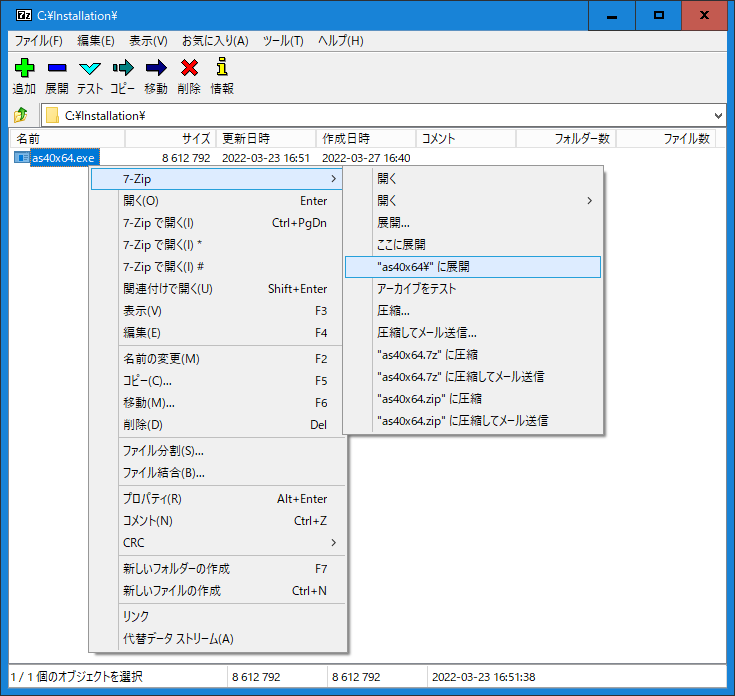 7z C:¥Installation¥
ファイル(F) 編集(E) 表示(V) お気に入り(A) ツール(T) ヘルプ(H)
追加 展開 テスト コピー 移動 削除 情報
C:¥Installation¥
名前 サイズ 更新日時 作成日時 コメント フォルダー数 ファイル数
as40x64.exe 8 612 792 2022-03-23 16:51 2022-03-27 16:40
7-Zip
開く(O) Enter
7-Zip で開く(I) Ctrl+PgDn
7-Zip で開く(I) *
7-Zip で開く(I) #
関連付けで開く(U) Shift+Enter
表示(V) F3
編集(E) F4
名前の変更(M) F2
コピー(C)... F5
移動(M)... F6
削除(D) Del
ファイル分割(S)...
ファイル結合(B)...
プロパティ(R) Alt+Enter
コメント(N) Ctrl+Z
CRC
新しいフォルダーの作成 F7
新しいファイルの作成 Ctrl+N
リンク
代替データ ストリーム(A)
開く
開く
展開...
ここに展開
"as40x64¥" に展開
アーカイブをテスト
圧縮...
圧縮してメール送信...
"as40x64.7z" に圧縮
"as40x64.7z" に圧縮してメール送信
"as40x64.zip" に圧縮
"as40x64.zip" に圧縮してメール送信
1 / 1 個のオブジェクトを選択 8 612 792 8 612 792 2022-03-23 16:51:38